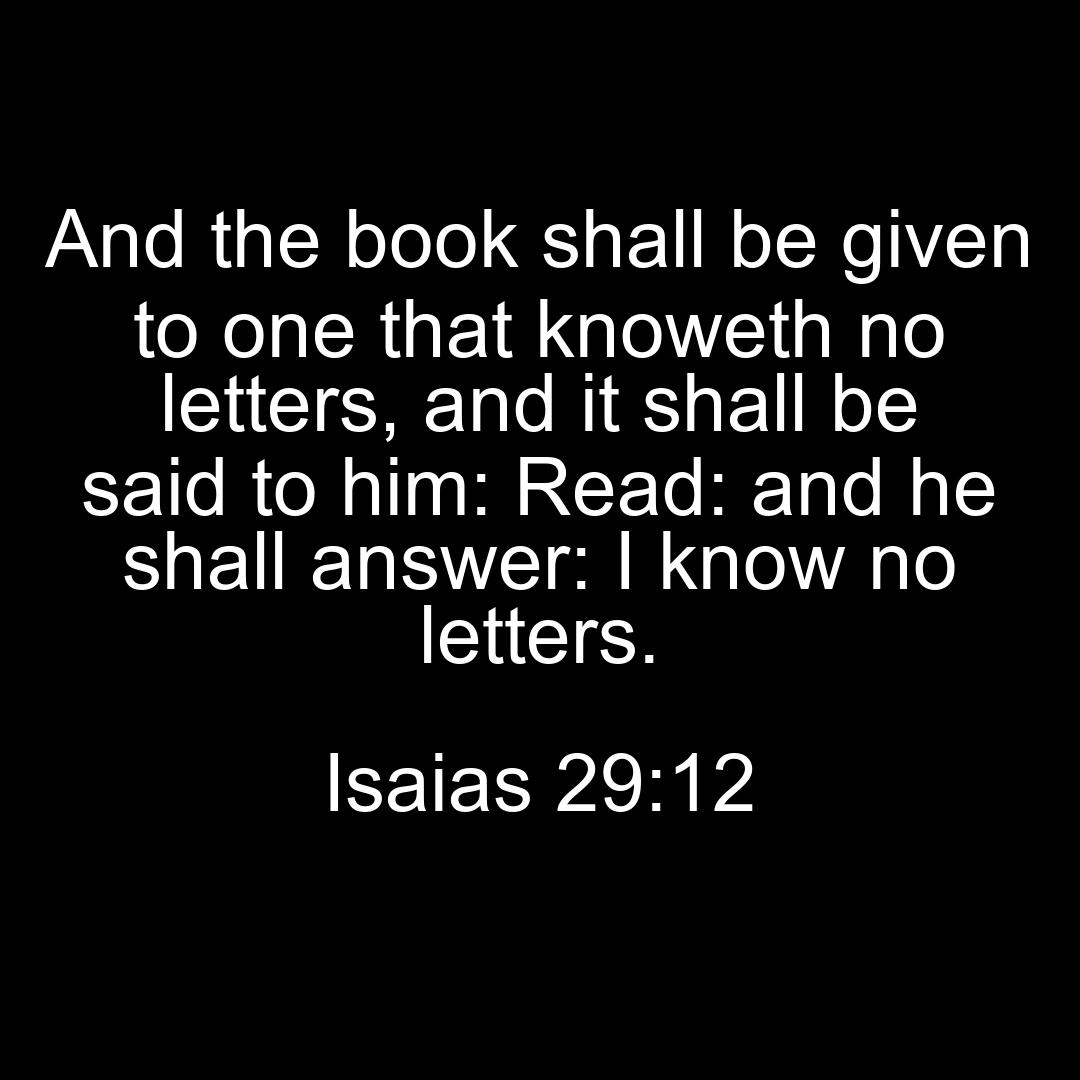 And the book shall be given
to one that knoweth no
letters, and it shall be
said to him: Read: and he
shall answer: I know no
letters.
Isaias 29:12